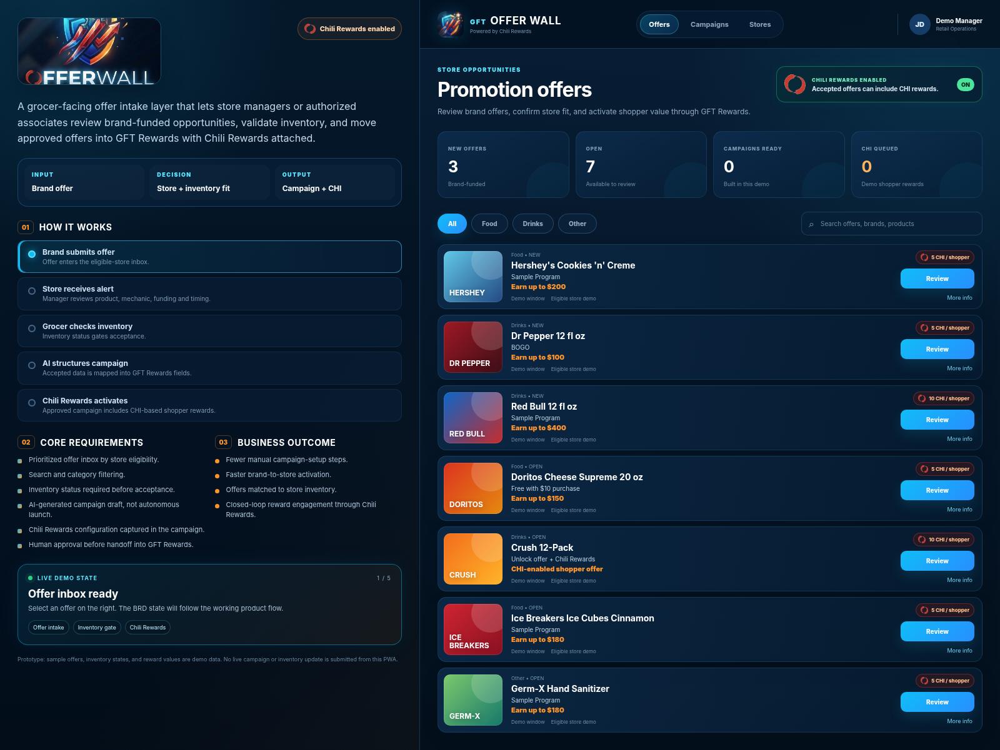 OFFERWALL
Chili Rewards enabled
A grocer-facing offer intake layer that lets store managers or authorized
associates review brand-funded opportunities, validate inventory, and move
approved offers into GFT Rewards with Chili Rewards attached.
INPUT
Brand offer
DECISION
Store + inventory fit
OUTPUT
Campaign + CHI
01 HOW IT WORKS
Brand submits offer
Offer enters the eligible-store inbox.
Store receives alert
Manager reviews product, mechanic, funding and timing.
Grocer checks inventory
Inventory status gates acceptance.
AI structures campaign
Accepted data is mapped into GFT Rewards fields.
Chili Rewards activates
Approved campaign includes CHI-based shopper rewards.
02 CORE REQUIREMENTS
Prioritized offer inbox by store eligibility.
Search and category filtering.
Inventory status required before acceptance.
AI-generated campaign draft, not autonomous
launch.
Chili Rewards configuration captured in the campaign.
Human approval before handoff into GFT Rewards.
03 BUSINESS OUTCOME
Fewer manual campaign-setup steps.
Faster brand-to-store activation.
Offers matched to store inventory.
Closed-loop reward engagement through Chili
Rewards.
LIVE DEMO STATE
1 / 5
Offer inbox ready
Select an offer on the right. The BRD state will follow the working product flow.
Offer intake
Inventory gate
Chili Rewards
Prototype: sample offers, inventory states, and reward values are demo data. No live campaign or inventory update is submitted from this PWA.
GFT OFFER WALL
Powered by Chili Rewards
Offers
Campaigns
Stores
JD
Demo Manager
Retail Operations
STORE OPPORTUNITIES
Promotion offers
Review brand offers, confirm store fit, and activate shopper value through GFT Rewards.
CHILI REWARDS ENABLED
Accepted offers can include CHI rewards.
ON
NEW OFFERS
3
Brand-funded
OPEN
7
Available to review
CAMPAIGNS READY
0
Built in this demo
CHI QUEUED
0
Demo shopper rewards
All
Food
Drinks
Other
Search offers, brands, products
HERSHEY
Food • NEW
Hershey's Cookies 'n' Creme
Sample Program
Earn up to $200
Demo window Eligible store demo
5 CHI / shopper
Review
More info
DR PEPPER
Drinks • NEW
Dr Pepper 12 fl oz
BOGO
Earn up to $100
Demo window Eligible store demo
5 CHI / shopper
Review
More info
RED BULL
Drinks • NEW
Red Bull 12 fl oz
Sample Program
Earn up to $400
Demo window Eligible store demo
10 CHI / shopper
Review
More info
DORITOS
Food • OPEN
Doritos Cheese Supreme 20 oz
Free with $10 purchase
Earn up to $150
Demo window Eligible store demo
5 CHI / shopper
Review
More info
CRUSH
Drinks • OPEN
Crush 12-Pack
Unlock offer + Chili Rewards
CHI-enabled shopper offer
Demo window Eligible store demo
10 CHI / shopper
Review
More info
ICE
BREAKERS
Food • OPEN
Ice Breakers Ice Cubes Cinnamon
Sample Program
Earn up to $180
Demo window Eligible store demo
5 CHI / shopper
Review
More info
GERM-X
Other • OPEN
Germ-X Hand Sanitizer
Sample Program
Earn up to $180
Demo window Eligible store demo
5 CHI / shopper
Review
More info